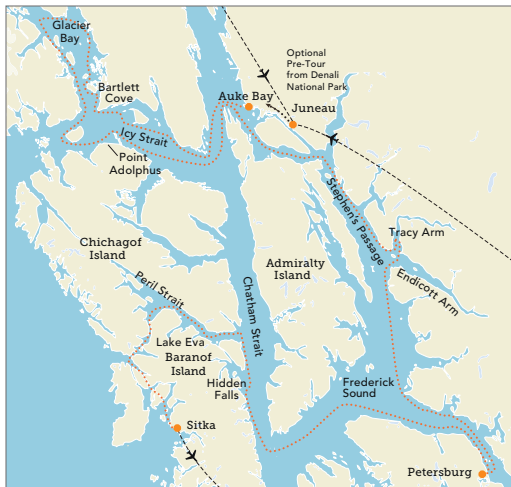 Glacier
Bay
Bartlett
Cove
Optional
Pre-Tour
from Denali
National Park
Auke Bay
Juneau
Icy Strait
Point
Adolphus
Stephen's Passage
Tracy Arm
Chichagof
Island
Admiralty
Island
Endicott Arm
Peril Strait
Chatham Strait
Lake Eva
Baranof
Island
Hidden
Falls
Frederick
Sound
Sitka
Petersburg